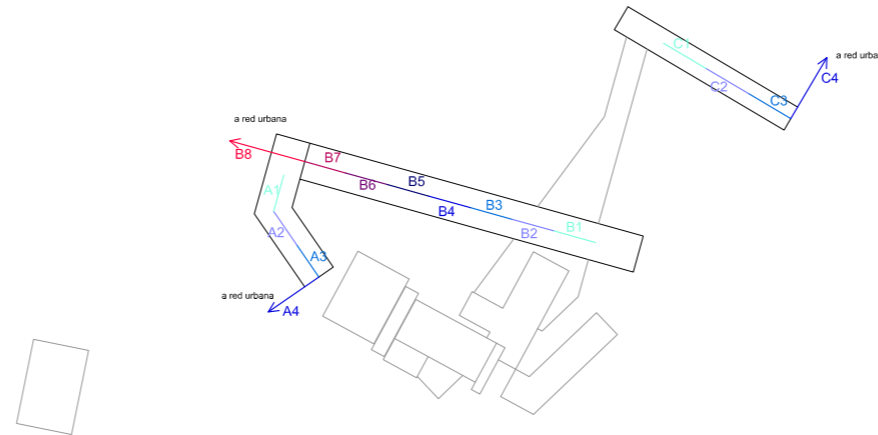 C1
a red urba
C4
C2
C3
a red urbana
B8
B7
B6
B5
A1
B3
B4
B1
B2
A2
A3
a red urbana
A4